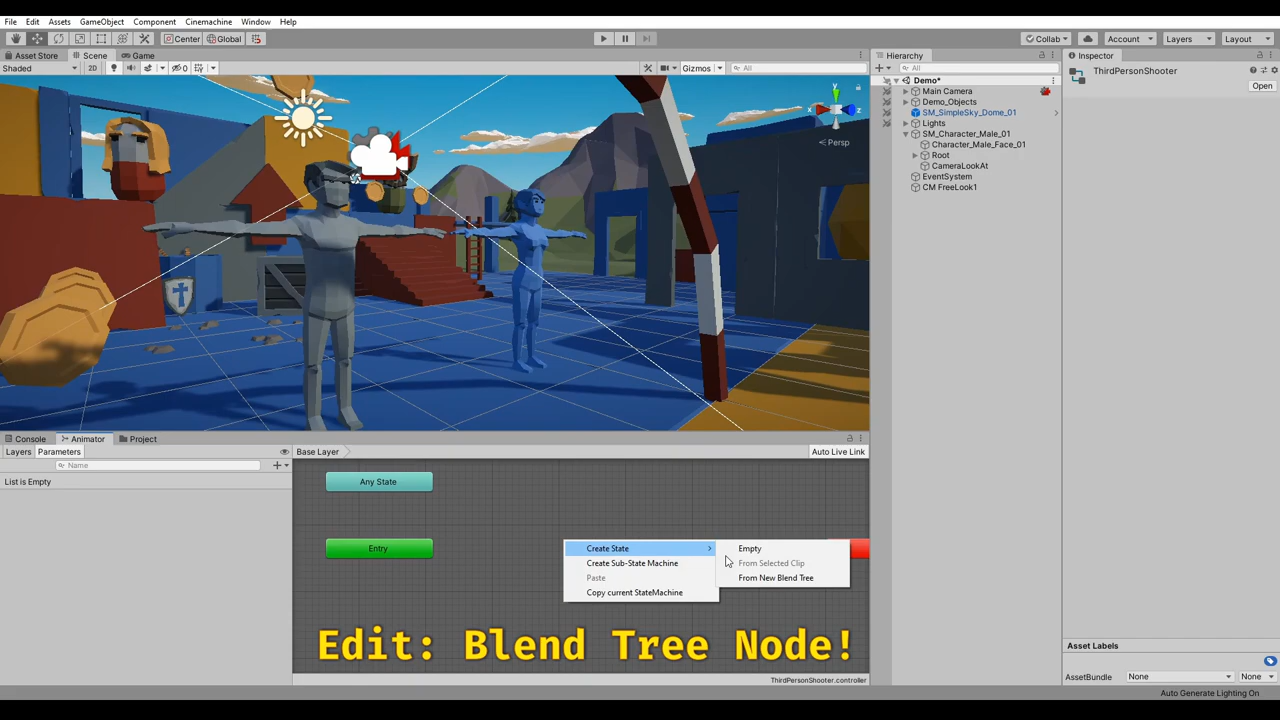 File Edit Assets GameObject Component Cinemachine Window Help
Center Global Collab Account Layers Layout
Asset Store Scene Game
Shaded 2D 0 Gizmos All
y x z
Persp
Hierarchy
All
Demo*
Main Camera
Demo_Objects
SM_SimpleSky_Dome_01
Lights
SM_Character_Male_01
Character_Male_Face_01
Root
CameraLookAt
EventSystem
CM FreeLook1
Inspector
ThirdPersonShooter
Open
Console Animator Project
Layers Parameters Base Layer Auto Live Link
Name
List is Empty
Any State
Entry
Create State
Create Sub-State Machine
Paste
Copy current StateMachine
Empty
From Selected Clip
From New Blend Tree
Edit: Blend Tree Node!
ThirdPersonShooter.controller
Asset Labels
AssetBundle None None
Auto Generate Lighting On